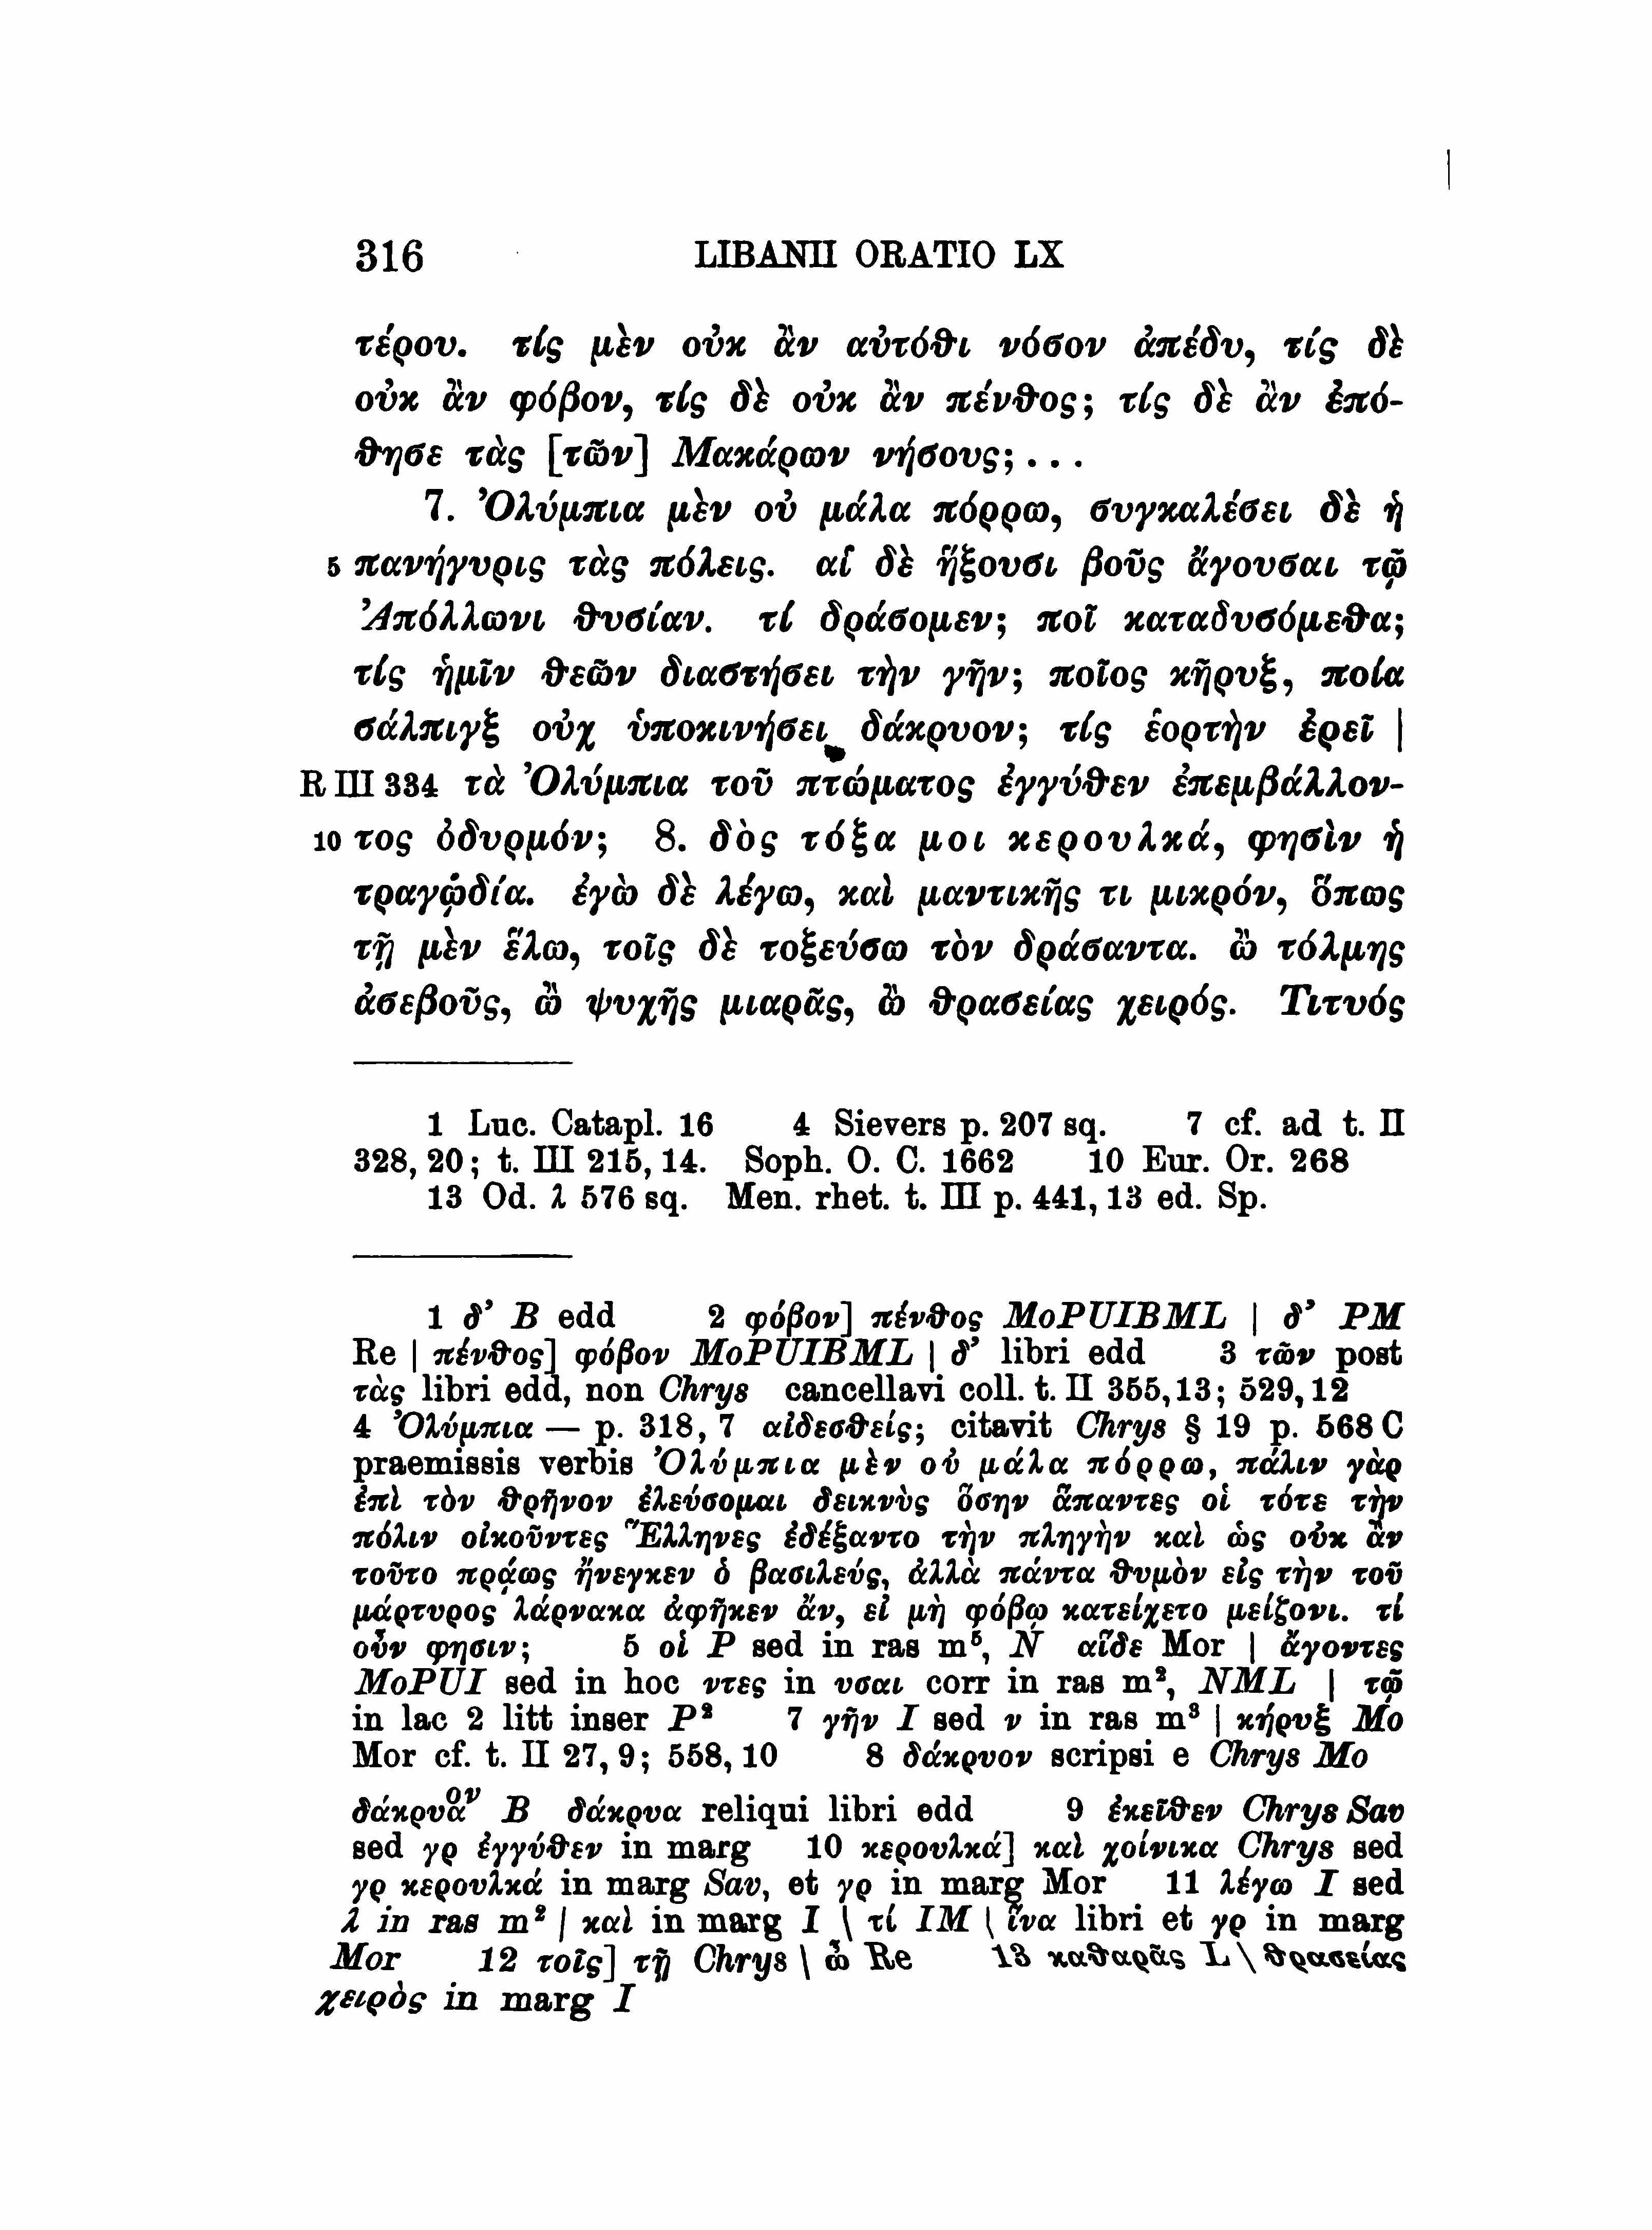 316 LIBANII ORATIO LX
τέρου. τίς μὲν οὐκ ἂν αὐτόθι νόσον ἀπέδυ, τίς δὲ
οὐκ ἂν φόβον, τίς δὲ οὐκ ἂν πένθος; τίς δὲ ἂν ἐπό-
θησε τὰς [τῶν] Μακάρων νήσους; . . .
7. Ὀλύμπια μὲν οὐ μάλα πόρρω, συγκαλέσει δὲ ἡ
5 πανήγυρις τὰς πόλεις. αἳ δὲ ἥξουσι βοῦς ἄγουσαι τῷ
Ἀπόλλωνι θυσίαν. τί δράσομεν; ποῖ καταδυσόμεθα;
τίς ἡμῖν θεῶν διαστήσει τὴν γῆν; ποῖος κῆρυξ, ποία
σάλπιγξ οὐχ ὑποκινήσει δάκρυον; τίς ἑορτὴν ἐρεῖ |
R III 334 τὰ Ὀλύμπια τοῦ πτώματος ἐγγύθεν ἐπεμβάλλον-
10 τος ὀδυρμόν; 8. δὸς τόξα μοι κερουλκά, φησὶν ἡ
τραγῳδία. ἐγὼ δὲ λέγω, καὶ μαντικῆς τι μικρόν, ὅπως
τῇ μὲν ἕλω, τοῖς δὲ τοξεύσω τὸν δράσαντα. ὢ τόλμης
ἀσεβοῦς, ὢ ψυχῆς μιαρᾶς, ὢ θρασείας χειρός. Τιτυός
1 Luc. Catapl. 16 4 Sievers p. 207 sq. 7 cf. ad t. II
328, 20; t. III 215, 14. Soph. O. C. 1662 10 Eur. Or. 268
13 Od. λ 576 sq. Men. rhet. t. III p. 441, 13 ed. Sp.
1 δ’ B edd 2 φόβον] πένθος MoPUIBML | δ’ PM
Re | πένθος] φόβον MoPUIBML | δ’ libri edd 3 τῶν post
τὰς libri edd, non Chrys cancellavi coll. t. II 355, 13; 529, 12
4 Ὀλύμπια — p. 318, 7 αἰδεσθείς; citavit Chrys § 19 p. 568 C
praemissis verbis Ὀλύμπια μὲν οὐ μάλα πόρρω, πάλιν γὰρ
ἐπὶ τὸν θρῆνον ἐλεύσομαι δεικνὺς ὅσην ἅπαντες οἱ τότε τὴν
πόλιν οἰκοῦντες Ἕλληνες ἐδέξαντο τὴν πληγὴν καὶ ὡς οὐκ ἂν
τοῦτο πράως ἤνεγκεν ὁ βασιλεύς, ἀλλὰ πάντα θυμὸν εἰς τὴν τοῦ
μάρτυρος λάρνακα ἀφῆκεν ἄν, εἰ μὴ φόβῳ κατείχετο μείζονι. τί
οὖν φησιν; 5 οἱ P sed in ras m⁵, N αἵδε Mor | ἄγοντες
MoPUI sed in hoc ντες in υσαι corr in ras m², NML | τῷ
in lac 2 litt inser P² 7 γῆν I sed ν in ras m³ | κήρυξ Mo
Mor cf. t. II 27, 9; 558, 10 8 δάκρυον scripsi e Chrys Mo
δάκρυα^ον B δάκρυα reliqui libri edd 9 ἐκεῖθεν Chrys Sav
sed γρ ἐγγύθεν in marg 10 κερουλκά] καὶ χοίνικα Chrys sed
γρ κερουλκά in marg Sav, et γρ in marg Mor 11 λέγω I sed
λ in ras m² | καὶ in marg I | τί IM | ἵνα libri et γρ in marg
Mor 12 τοῖς] τῇ Chrys | ὦ Re 13 καθαρᾶς L | θρασείας
χειρὸς in marg I